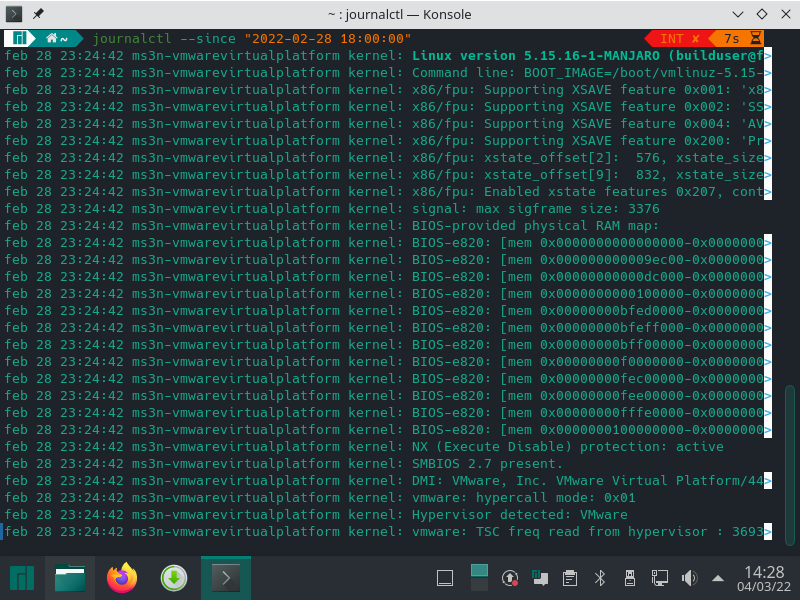 ~ : journalctl — Konsole
~ journalctl --since "2022-02-28 18:00:00" INT ✘ 7s
feb 28 23:24:42 ms3n-vmwarevirtualplatform kernel: Linux version 5.15.16-1-MANJARO (builduser@f>
feb 28 23:24:42 ms3n-vmwarevirtualplatform kernel: Command line: BOOT_IMAGE=/boot/vmlinuz-5.15->
feb 28 23:24:42 ms3n-vmwarevirtualplatform kernel: x86/fpu: Supporting XSAVE feature 0x001: 'x8>
feb 28 23:24:42 ms3n-vmwarevirtualplatform kernel: x86/fpu: Supporting XSAVE feature 0x002: 'SS>
feb 28 23:24:42 ms3n-vmwarevirtualplatform kernel: x86/fpu: Supporting XSAVE feature 0x004: 'AV>
feb 28 23:24:42 ms3n-vmwarevirtualplatform kernel: x86/fpu: Supporting XSAVE feature 0x200: 'Pr>
feb 28 23:24:42 ms3n-vmwarevirtualplatform kernel: x86/fpu: xstate_offset[2]:  576, xstate_size>
feb 28 23:24:42 ms3n-vmwarevirtualplatform kernel: x86/fpu: xstate_offset[9]:  832, xstate_size>
feb 28 23:24:42 ms3n-vmwarevirtualplatform kernel: x86/fpu: Enabled xstate features 0x207, cont>
feb 28 23:24:42 ms3n-vmwarevirtualplatform kernel: signal: max sigframe size: 3376
feb 28 23:24:42 ms3n-vmwarevirtualplatform kernel: BIOS-provided physical RAM map:
feb 28 23:24:42 ms3n-vmwarevirtualplatform kernel: BIOS-e820: [mem 0x0000000000000000-0x0000000>
feb 28 23:24:42 ms3n-vmwarevirtualplatform kernel: BIOS-e820: [mem 0x000000000009ec00-0x0000000>
feb 28 23:24:42 ms3n-vmwarevirtualplatform kernel: BIOS-e820: [mem 0x00000000000dc000-0x0000000>
feb 28 23:24:42 ms3n-vmwarevirtualplatform kernel: BIOS-e820: [mem 0x0000000000100000-0x0000000>
feb 28 23:24:42 ms3n-vmwarevirtualplatform kernel: BIOS-e820: [mem 0x00000000bfed0000-0x0000000>
feb 28 23:24:42 ms3n-vmwarevirtualplatform kernel: BIOS-e820: [mem 0x00000000bfeff000-0x0000000>
feb 28 23:24:42 ms3n-vmwarevirtualplatform kernel: BIOS-e820: [mem 0x00000000bff00000-0x0000000>
feb 28 23:24:42 ms3n-vmwarevirtualplatform kernel: BIOS-e820: [mem 0x00000000f0000000-0x0000000>
feb 28 23:24:42 ms3n-vmwarevirtualplatform kernel: BIOS-e820: [mem 0x00000000fec00000-0x0000000>
feb 28 23:24:42 ms3n-vmwarevirtualplatform kernel: BIOS-e820: [mem 0x00000000fee00000-0x0000000>
feb 28 23:24:42 ms3n-vmwarevirtualplatform kernel: BIOS-e820: [mem 0x00000000fffe0000-0x0000000>
feb 28 23:24:42 ms3n-vmwarevirtualplatform kernel: BIOS-e820: [mem 0x0000000100000000-0x0000000>
feb 28 23:24:42 ms3n-vmwarevirtualplatform kernel: NX (Execute Disable) protection: active
feb 28 23:24:42 ms3n-vmwarevirtualplatform kernel: SMBIOS 2.7 present.
feb 28 23:24:42 ms3n-vmwarevirtualplatform kernel: DMI: VMware, Inc. VMware Virtual Platform/44>
feb 28 23:24:42 ms3n-vmwarevirtualplatform kernel: vmware: hypercall mode: 0x01
feb 28 23:24:42 ms3n-vmwarevirtualplatform kernel: Hypervisor detected: VMware
feb 28 23:24:42 ms3n-vmwarevirtualplatform kernel: vmware: TSC freq read from hypervisor : 3693>
14:28
04/03/22